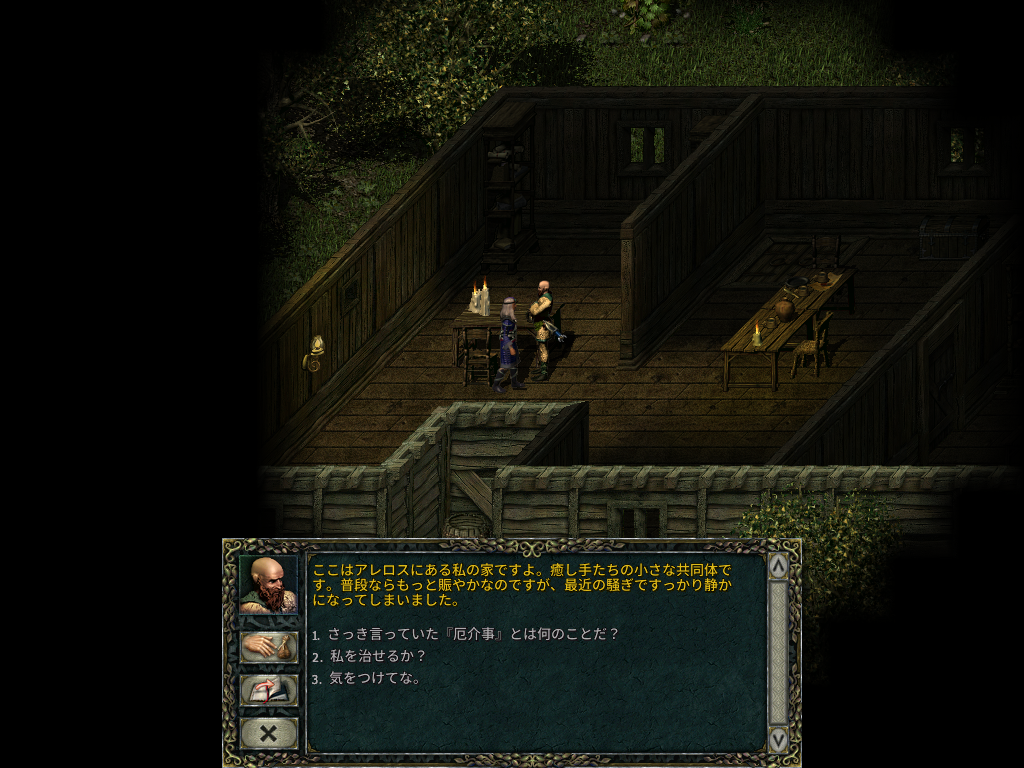 ここはアレロスにある私の家ですよ。癒し手たちの小さな共同体で
す。普段ならもっと賑やかなのですが、最近の騒ぎですっかり静か
になってしまいました。
1. さっき言っていた『厄介事』とは何のことだ？
2. 私を治せるか？
3. 気をつけてな。